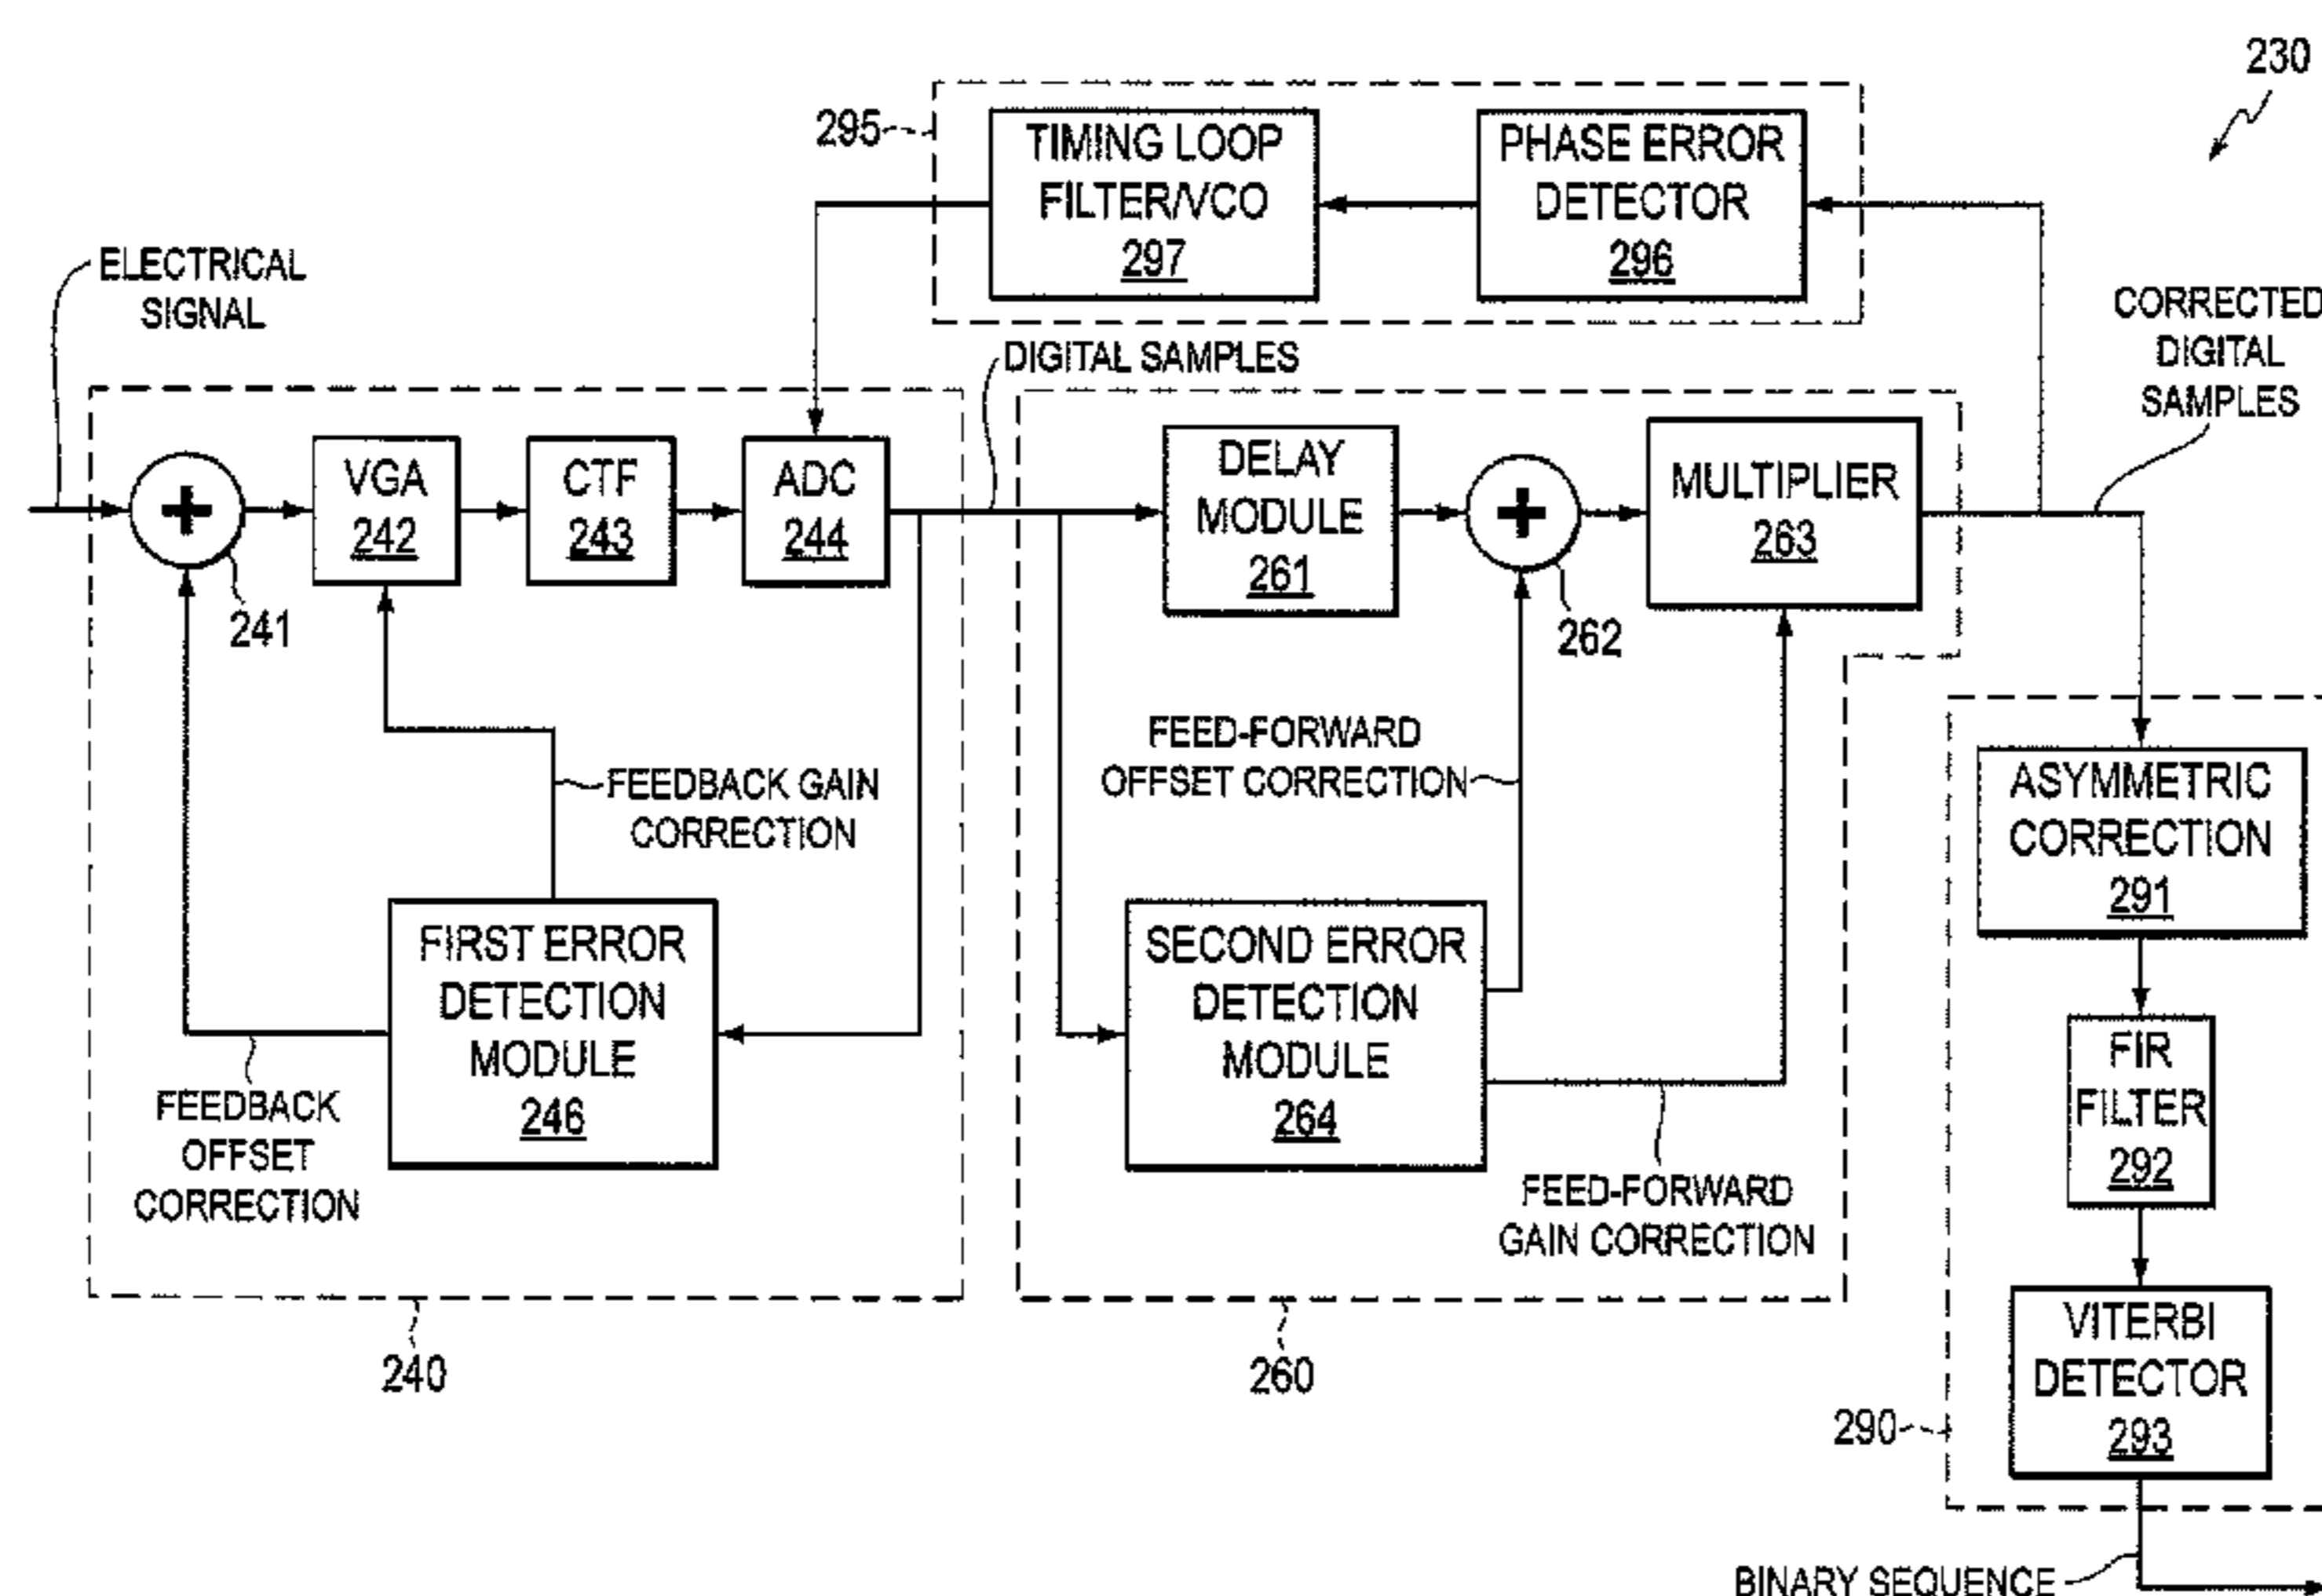 230
295
TIMING LOOP
FILTER/VCO
297
PHASE ERROR
DETECTOR
296
ELECTRICAL
SIGNAL
CORRECTED
DIGITAL
SAMPLES
DIGITAL SAMPLES
+
241
VGA
242
CTF
243
ADC
244
DELAY
MODULE
261
+
262
MULTIPLIER
263
FEEDBACK GAIN
CORRECTION
FEED-FORWARD
OFFSET CORRECTION
ASYMMETRIC
CORRECTION
291
FIRST ERROR
DETECTION
MODULE
246
SECOND ERROR
DETECTION
MODULE
264
FEEDBACK
OFFSET
CORRECTION
FEED-FORWARD
GAIN CORRECTION
FIR
FILTER
292
240
260
VITERBI
DETECTOR
293
290
BINARY SEQUENCE